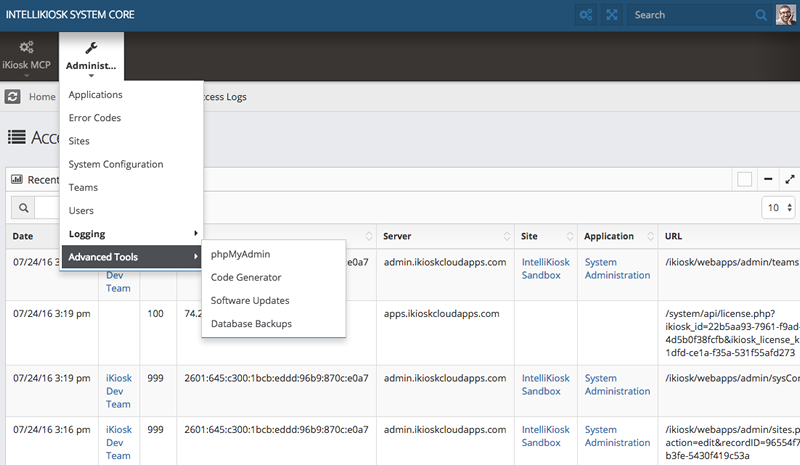 INTELLIKIOSK SYSTEM CORE
Search
iKiosk MCP
Administ...
Home
cess Logs
Applications
Error Codes
Sites
System Configuration
Teams
Users
Logging
Advanced Tools
phpMyAdmin
Code Generator
Software Updates
Database Backups
Acc
Recent
10
Date Server Site Application URL
07/24/16 3:19 pm Dev Team e0a7 admin.ikioskcloudapps.com IntelliKiosk Sandbox System Administration /ikiosk/webapps/admin/teams
07/24/16 3:19 pm 100 74.2 apps.ikioskcloudapps.com /system/api/license.php?
ikiosk_id=22b5aa93-7961-f9ad-
4d5b0f38fcfb&ikiosk_license_k
1dfd-ce1a-f35a-531f55afd273
07/24/16 3:19 pm iKiosk Dev Team 999 2601:645:c300:1bcb:eddd:96b9:870c:e0a7 admin.ikioskcloudapps.com IntelliKiosk Sandbox System Administration /ikiosk/webapps/admin/sysCon
07/24/16 3:16 pm iKiosk Dev Team 999 2601:645:c300:1bcb:eddd:96b9:870c:e0a7 admin.ikioskcloudapps.com IntelliKiosk Sandbox System Administration /ikiosk/webapps/admin/sites.p
action=edit&recordID=96554f7
b3fe-5430f419c53a